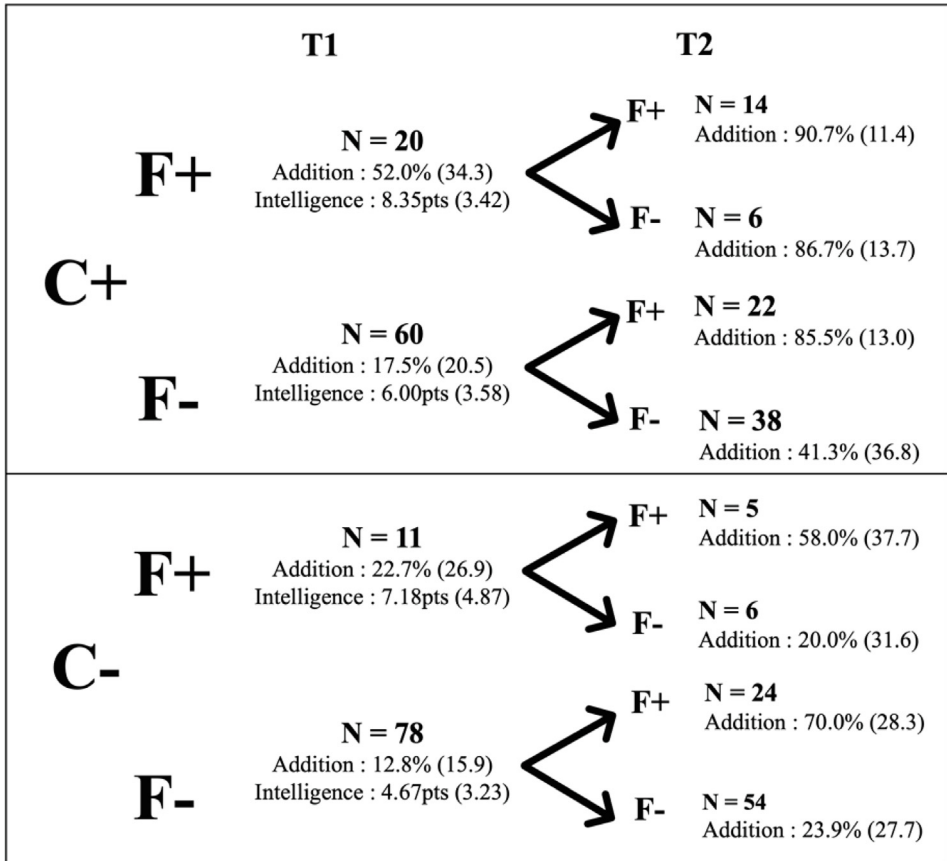 T1
T2
F+
N = 20
Addition : 52.0% (34.3)
Intelligence : 8.35pts (3.42)
F+
N = 14
Addition : 90.7% (11.4)
F-
N = 6
Addition : 86.7% (13.7)
C+
F-
N = 60
Addition : 17.5% (20.5)
Intelligence : 6.00pts (3.58)
F+
N = 22
Addition : 85.5% (13.0)
F-
N = 38
Addition : 41.3% (36.8)
F+
N = 11
Addition : 22.7% (26.9)
Intelligence : 7.18pts (4.87)
F+
N = 5
Addition : 58.0% (37.7)
F-
N = 6
Addition : 20.0% (31.6)
C-
F-
N = 78
Addition : 12.8% (15.9)
Intelligence : 4.67pts (3.23)
F+
N = 24
Addition : 70.0% (28.3)
F-
N = 54
Addition : 23.9% (27.7)